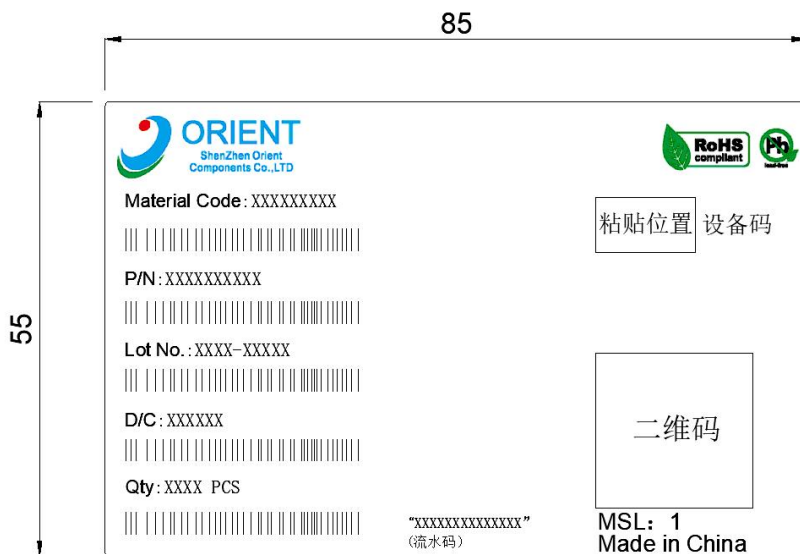 85
55
ORIENT
ShenZhen Orient
Components Co.,LTD
RoHS
compliant
Pb
lead-free
Material Code:XXXXXXXXX
粘贴位置 设备码
P/N:XXXXXXXXXX
Lot No.:XXXX-XXXXX
D/C:XXXXXX
二维码
Qty:XXXX PCS
“XXXXXXXXXXXXXX”
(流水码)
MSL: 1
Made in China